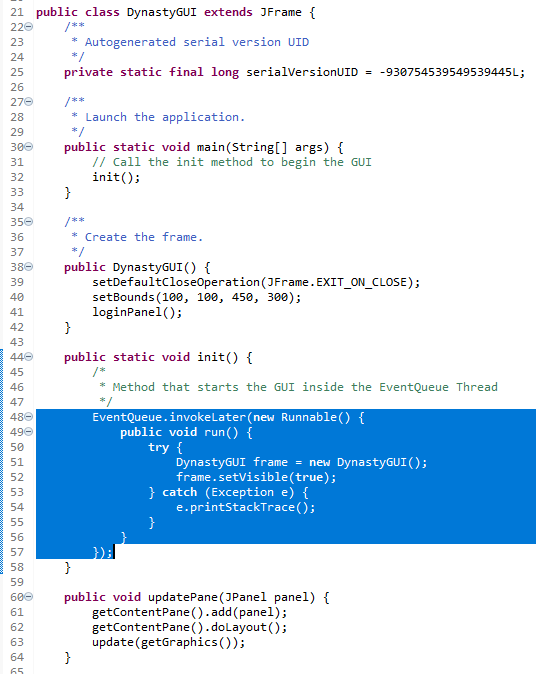 21 public class DynastyGUI extends JFrame {
22 /**
23 * Autogenerated serial version UID
24 */
25 private static final long serialVersionUID = -930754539549539445L;
26
27 /**
28 * Launch the application.
29 */
30 public static void main(String[] args) {
31 // Call the init method to begin the GUI
32 init();
33 }
34
35 /**
36 * Create the frame.
37 */
38 public DynastyGUI() {
39 setDefaultCloseOperation(JFrame.EXIT_ON_CLOSE);
40 setBounds(100, 100, 450, 300);
41 loginPanel();
42 }
43
44 public static void init() {
45 /*
46 * Method that starts the GUI inside the EventQueue Thread
47 */
48 EventQueue.invokeLater(new Runnable() {
49 public void run() {
50 try {
51 DynastyGUI frame = new DynastyGUI();
52 frame.setVisible(true);
53 } catch (Exception e) {
54 e.printStackTrace();
55 }
56 }
57 });
58 }
59
60 public void updatePane(JPanel panel) {
61 getContentPane().add(panel);
62 getContentPane().doLayout();
63 update(getGraphics());
64 }
65